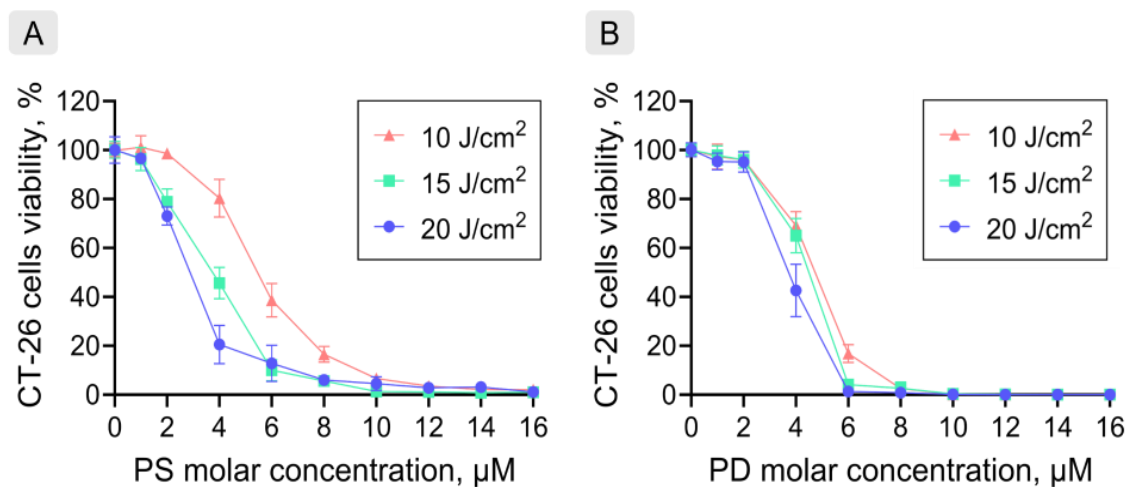 A
CT-26 cells viability, %
120
100
80
60
40
20
0
10 J/cm²
15 J/cm²
20 J/cm²
0 2 4 6 8 10 12 14 16
PS molar concentration, µM
B
CT-26 cells viability, %
120
100
80
60
40
20
0
10 J/cm²
15 J/cm²
20 J/cm²
0 2 4 6 8 10 12 14 16
PD molar concentration, µM